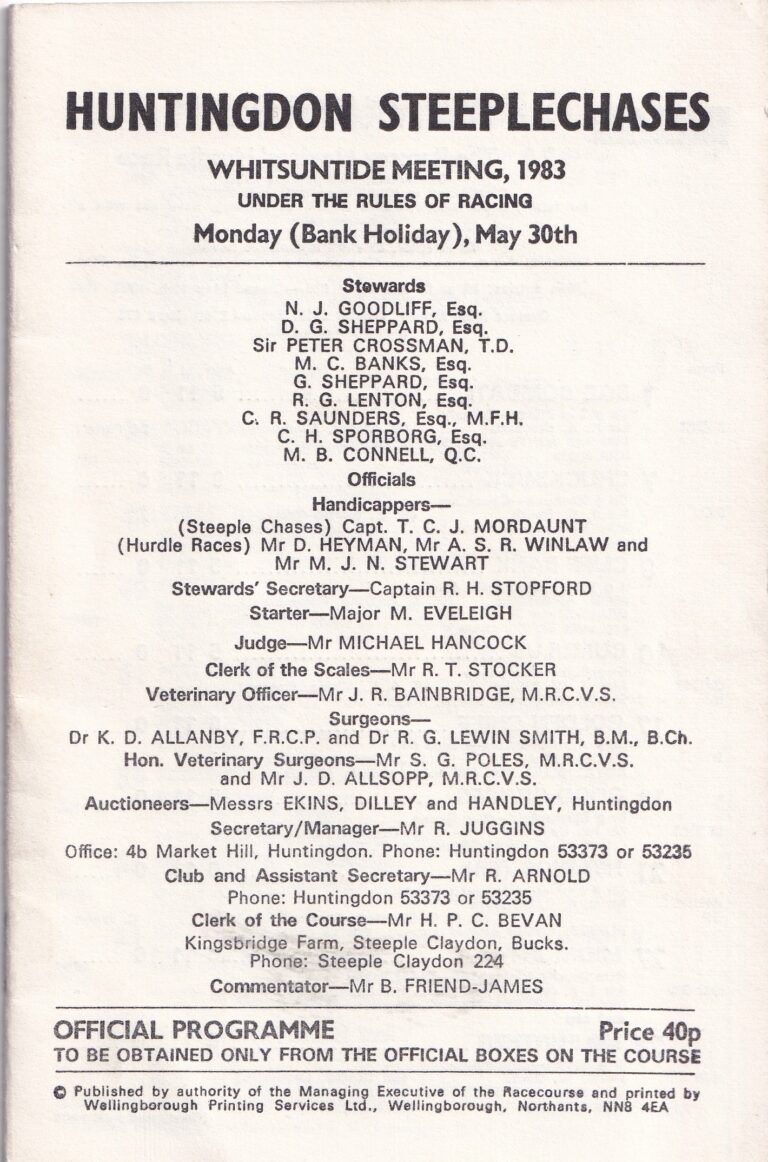 HUNTINGDON STEEPLECHASES
WHITSUNTIDE MEETING, 1983
UNDER THE RULES OF RACING
Monday (Bank Holiday), May 30th
Stewards
N. J. GOODLIFF, Esq.
D. G. SHEPPARD, Esq.
Sir PETER CROSSMAN, T.D.
M. C. BANKS, Esq.
G. SHEPPARD, Esq.
R. G. LENTON, Esq.
C. R. SAUNDERS, Esq., M.F.H.
C. H. SPORBORG, Esq.
M. B. CONNELL, Q.C.
Officials
Handicappers—
(Steeple Chases) Capt. T. C. J. MORDAUNT
(Hurdle Races) Mr D. HEYMAN, Mr A. S. R. WINLAW and
Mr M. J. N. STEWART
Stewards' Secretary—Captain R. H. STOPFORD
Starter—Major M. EVELEIGH
Judge—Mr MICHAEL HANCOCK
Clerk of the Scales—Mr R. T. STOCKER
Veterinary Officer—Mr J. R. BAINBRIDGE, M.R.C.V.S.
Surgeons—
Dr K. D. ALLANBY, F.R.C.P. and Dr R. G. LEWIN SMITH, B.M., B.Ch.
Hon. Veterinary Surgeons—Mr S. G. POLES, M.R.C.V.S.
and Mr J. D. ALLSOPP, M.R.C.V.S.
Auctioneers—Messrs EKINS, DILLEY and HANDLEY, Huntingdon
Secretary/Manager—Mr R. JUGGINS
Office: 4b Market Hill, Huntingdon. Phone: Huntingdon 53373 or 53235
Club and Assistant Secretary—Mr R. ARNOLD
Phone: Huntingdon 53373 or 53235
Clerk of the Course—Mr H. P. C. BEVAN
Kingsbridge Farm, Steeple Claydon, Bucks.
Phone: Steeple Claydon 224
Commentator—Mr B. FRIEND-JAMES
OFFICIAL PROGRAMME Price 40p
TO BE OBTAINED ONLY FROM THE OFFICIAL BOXES ON THE COURSE
© Published by authority of the Managing Executive of the Racecourse and printed by
Wellingborough Printing Services Ltd., Wellingborough, Northants, NN8 4EA